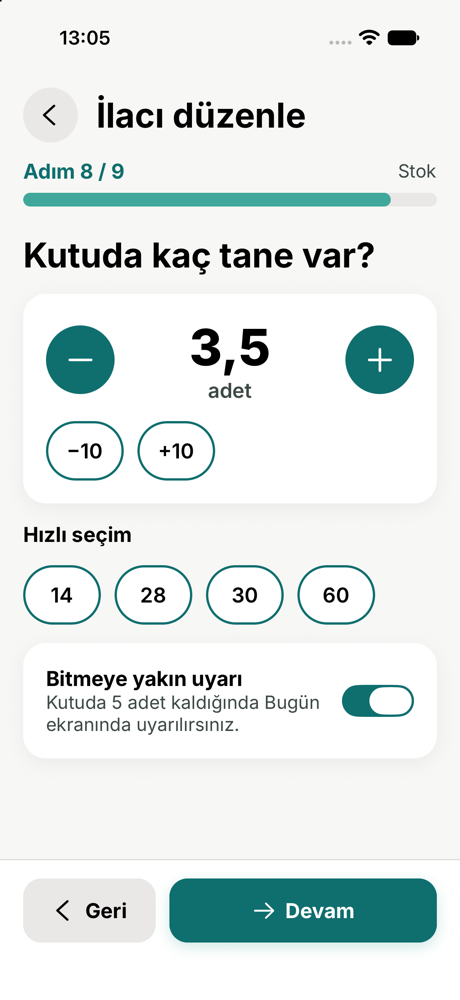 13:05
İlacı düzenle
Adım 8 / 9
Stok
Kutuda kaç tane var?
3,5
adet
−10
+10
Hızlı seçim
14
28
30
60
Bitmeye yakın uyarı
Kutuda 5 adet kaldığında Bugün
ekranında uyarılırsınız.
Geri
Devam